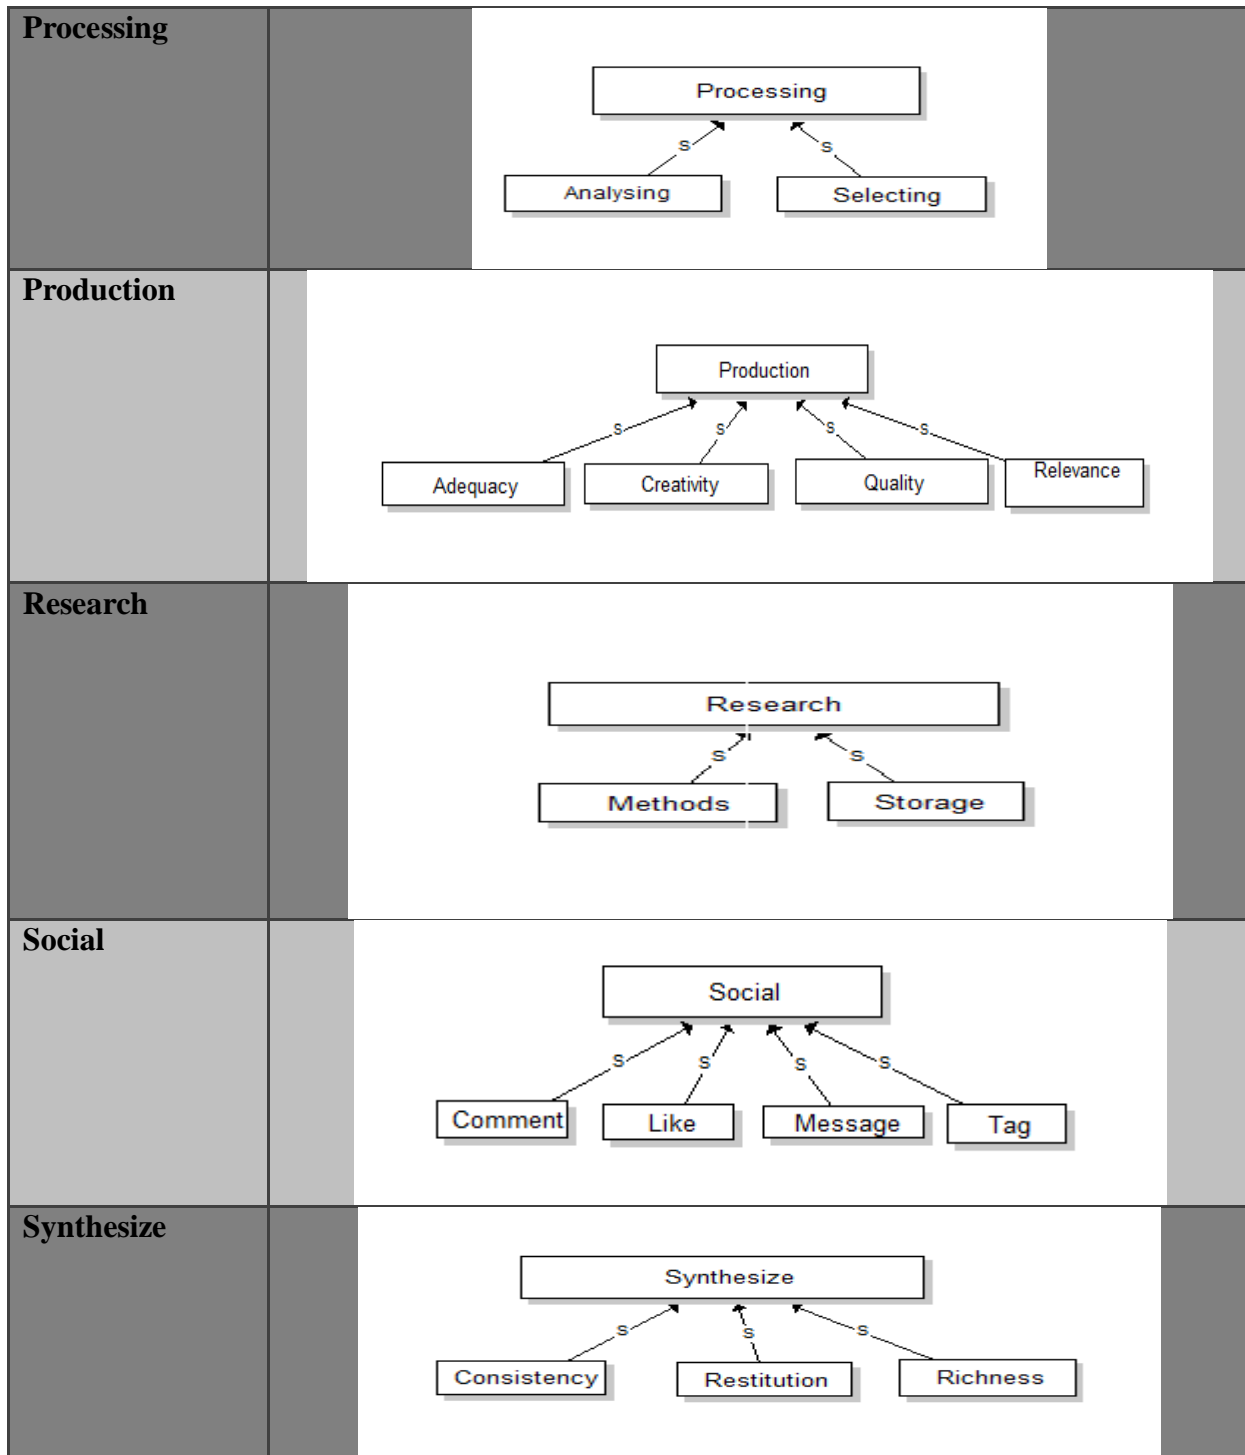 Processing
Processing
S S
Analysing Selecting
Production
Production
S S S S
Adequacy Creativity Quality Relevance
Research
Research
S S
Methods Storage
Social
Social
S S S S
Comment Like Message Tag
Synthesize
Synthesize
S S S
Consistency Restitution Richness